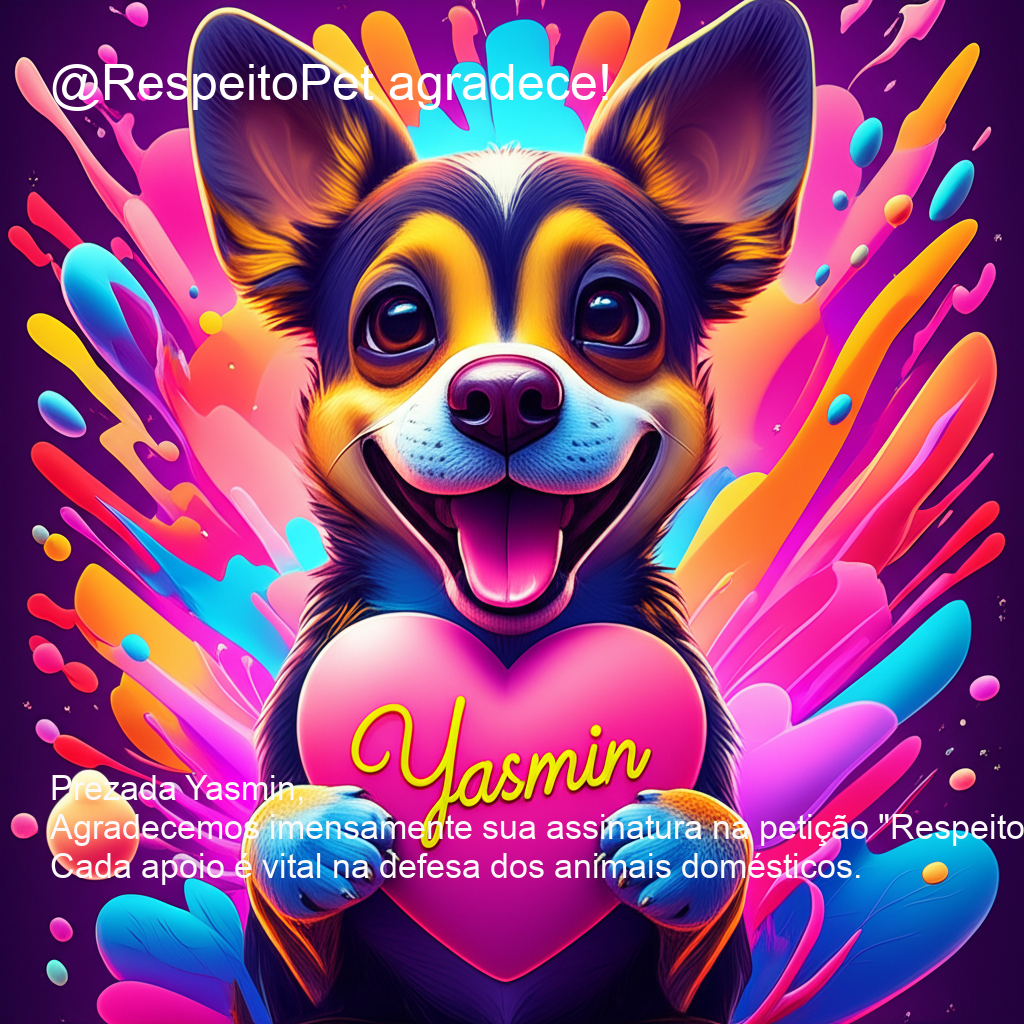 @RespeitoPet agradece!
Yasmin
Prezada Yasmin,
Agradecemos imensamente sua assinatura na petição "Respeito
Cada apoio é vital na defesa dos animais domésticos.